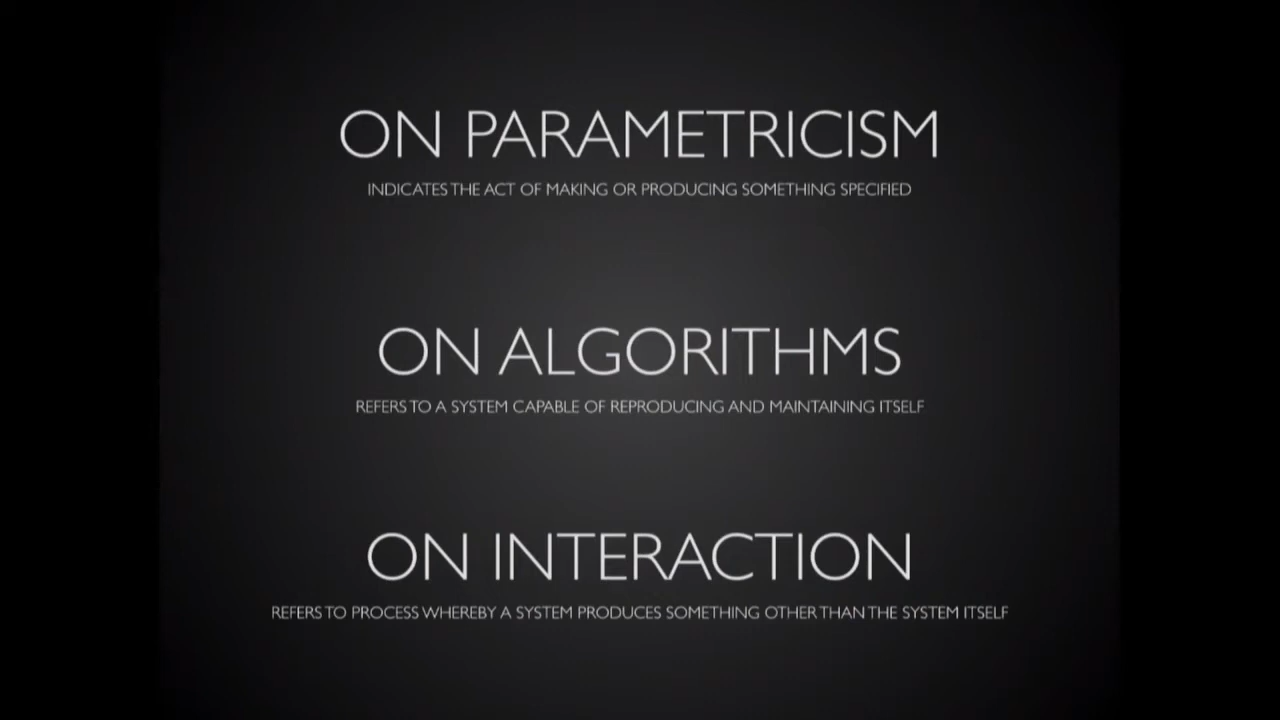 ON PARAMETRICISM
INDICATES THE ACT OF MAKING OR PRODUCING SOMETHING SPECIFIED
ON ALGORITHMS
REFERS TO A SYSTEM CAPABLE OF REPRODUCING AND MAINTAINING ITSELF
ON INTERACTION
REFERS TO PROCESS WHEREBY A SYSTEM PRODUCES SOMETHING OTHER THAN THE SYSTEM ITSELF